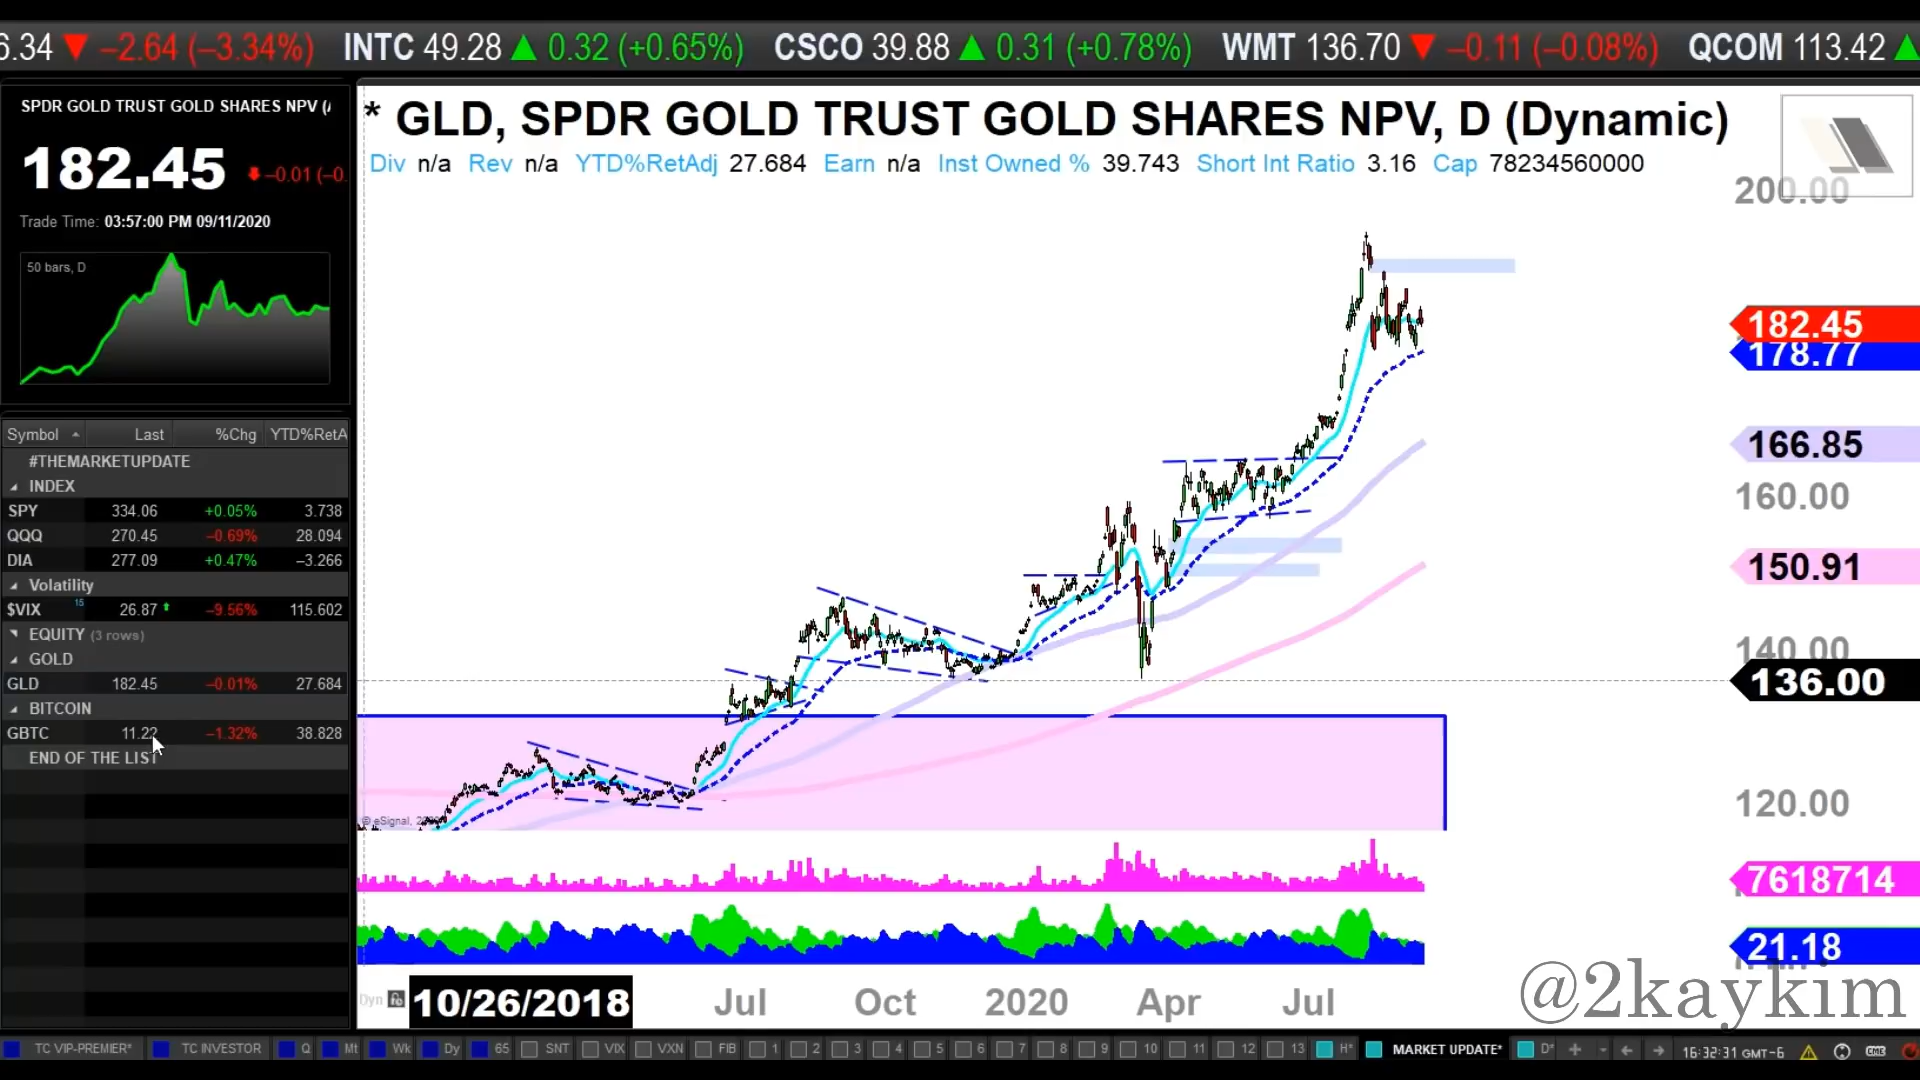 6.34 ▼ –2.64 (–3.34%) INTC 49.28 ▲ 0.32 (+0.65%) CSCO 39.88 ▲ 0.31 (+0.78%) WMT 136.70 ▼ –0.11 (–0.08%) QCOM 113.42 ▲
SPDR GOLD TRUST GOLD SHARES NPV (
182.45 –0.01 (–0.
Trade Time: 03:57:00 PM 09/11/2020
50 bars, D
* GLD, SPDR GOLD TRUST GOLD SHARES NPV, D (Dynamic)
Div n/a Rev n/a YTD%RetAdj 27.684 Earn n/a Inst Owned % 39.743 Short Int Ratio 3.16 Cap 78234560000
Symbol Last %Chg YTD%RetA
#THEMARKETUPDATE
INDEX
SPY 334.06 +0.05% 3.738
QQQ 270.45 –0.69% 28.094
DIA 277.09 +0.47% –3.266
Volatility
$VIX 15 26.87 –9.56% 115.602
EQUITY (3 rows)
GOLD
GLD 182.45 –0.01% 27.684
BITCOIN
GBTC 11.22 –1.32% 38.828
END OF THE LIST
200.00
182.45
178.77
166.85
160.00
150.91
140.00
136.00
120.00
7618714
21.18
© eSignal,
Dyn 10/26/2018 Jul Oct 2020 Apr Jul
@2kaykim
TC VIP-PREMIER* TC INVESTOR Q Mt Wk Dy 65 SNT VIX VXN FIB 1 2 3 4 5 6 7 8 9 10 11 12 13 H* MARKET UPDATE* D* 16:32:31 GMT-6 CME